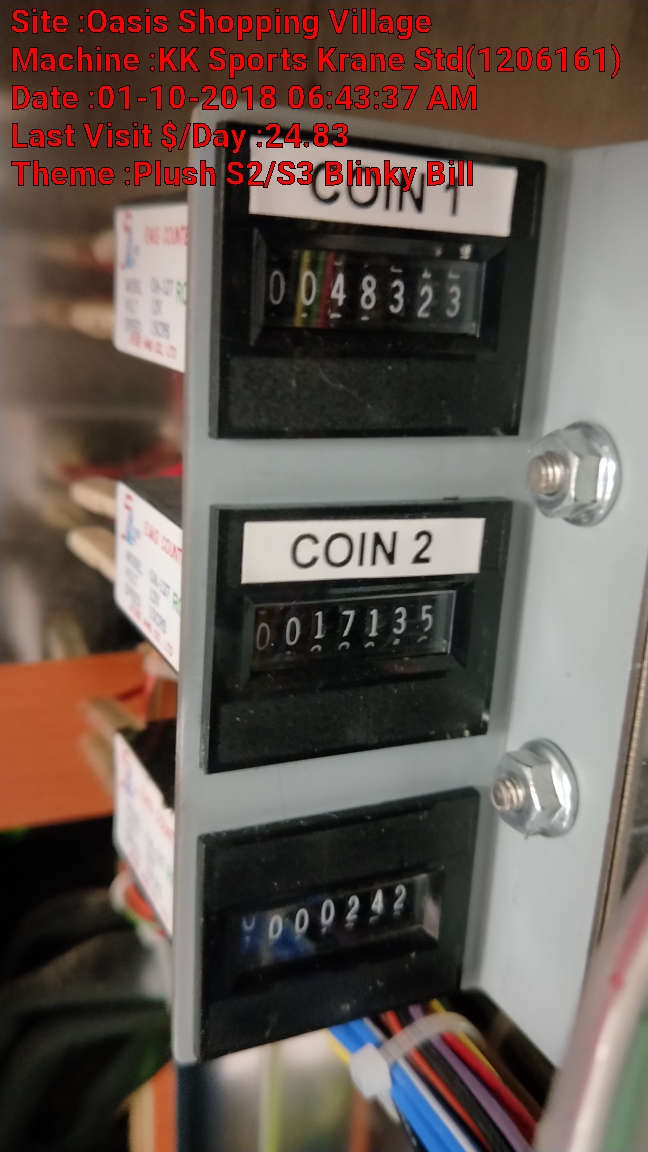 Site :Oasis Shopping Village
Machine :KK Sports Krane Std(1206161)
Date :01-10-2018 06:43:37 AM
Last Visit $/Day :24.83
Theme :Plush S2/S3 Blinky Bill
COIN 1
0048323
COIN 2
0017135
000242